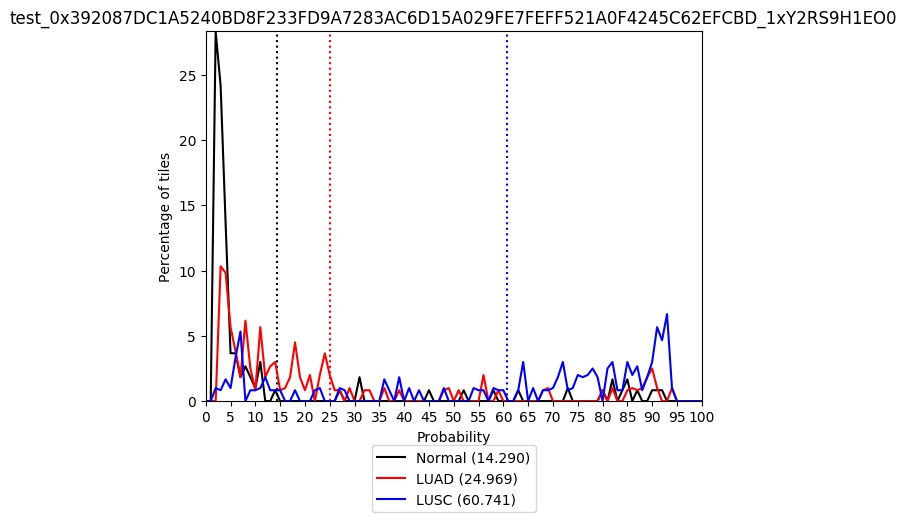 test_0x392087DC1A5240BD8F233FD9A7283AC6D15A029FE7FEFF521A0F4245C62EFCBD_1xY2RS9H1EO0
25
20
15
10
5
0
Percentage of tiles
0 5 10 15 20 25 30 35 40 45 50 55 60 65 70 75 80 85 90 95 100
Probability
Normal (14.290)
LUAD (24.969)
LUSC (60.741)